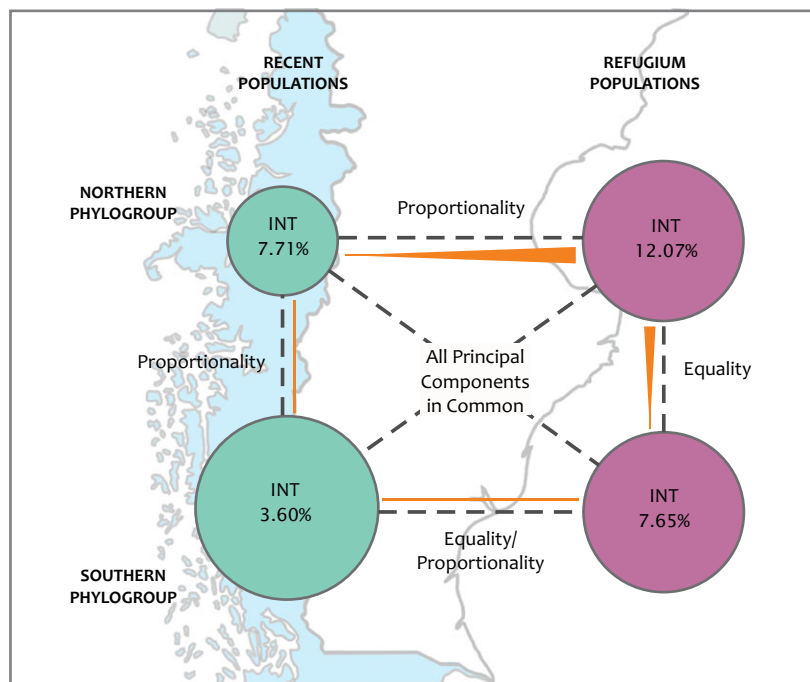 RECENT
POPULATIONS
REFUGIUM
POPULATIONS
NORTHERN
PHYLOGROUP
INT
7.71%
Proportionality
INT
12.07%
Proportionality
All Principal
Components
in Common
Equality
INT
3.60%
INT
7.65%
Equality/
Proportionality
SOUTHERN
PHYLOGROUP